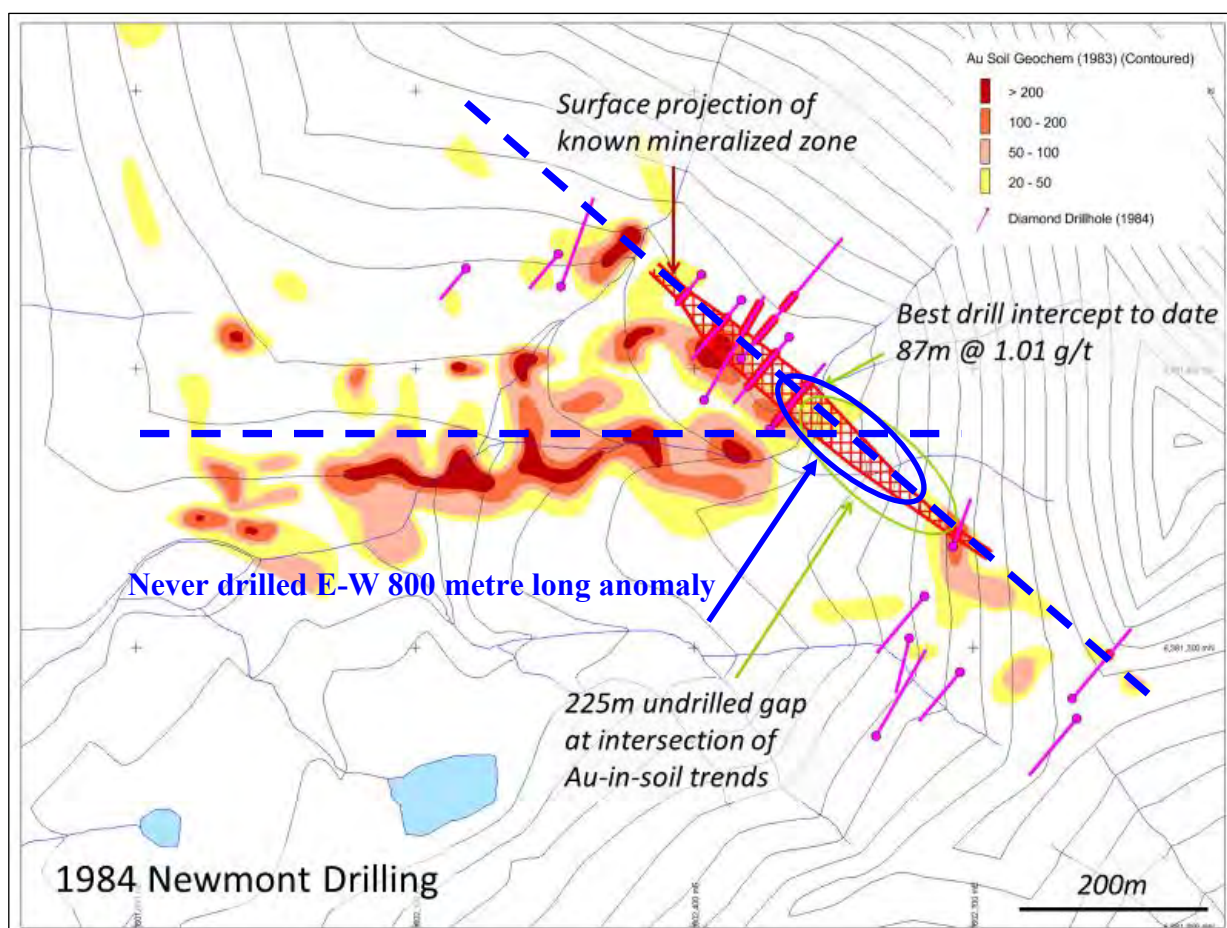 Au Soil Geochem (1983) (Contoured)
> 200
100 - 200
50 - 100
20 - 50
Diamond Drillhole (1984)
Surface projection of
known mineralized zone
Best drill intercept to date
87m @ 1.01 g/t
Never drilled E-W 800 metre long anomaly
225m undrilled gap
at intersection of
Au-in-soil trends
1984 Newmont Drilling
200m